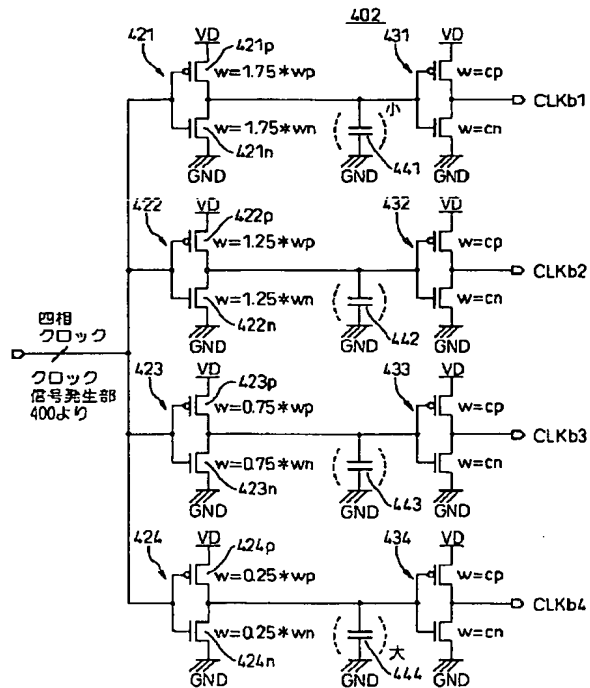 402
421
VD
421p
w=1.75*wp
w=1.75*wn
421n
GND
小
441
GND
431
VD
w=cp
w=cn
GND
CLKb1
422
VD
422p
w=1.25*wp
w=1.25*wn
422n
GND
442
GND
432
VD
w=cp
w=cn
GND
CLKb2
四相
クロック
クロック
信号発生部
400より
423
VD
423p
w=0.75*wp
w=0.75*wn
423n
GND
443
GND
433
VD
w=cp
w=cn
GND
CLKb3
424
VD
424p
w=0.25*wp
w=0.25*wn
424n
GND
大
444
GND
434
VD
w=cp
w=cn
GND
CLKb4